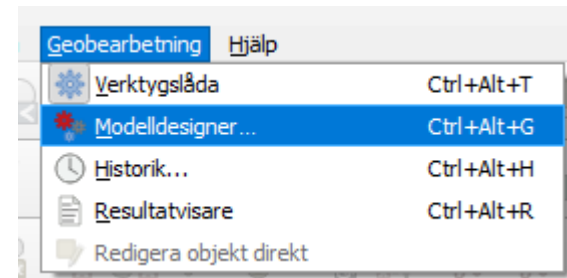 Geobearbetning Hjälp
Verktygslåda Ctrl+Alt+T
Modelldesigner... Ctrl+Alt+G
Historik... Ctrl+Alt+H
Resultatvisare Ctrl+Alt+R
Redigera objekt direkt